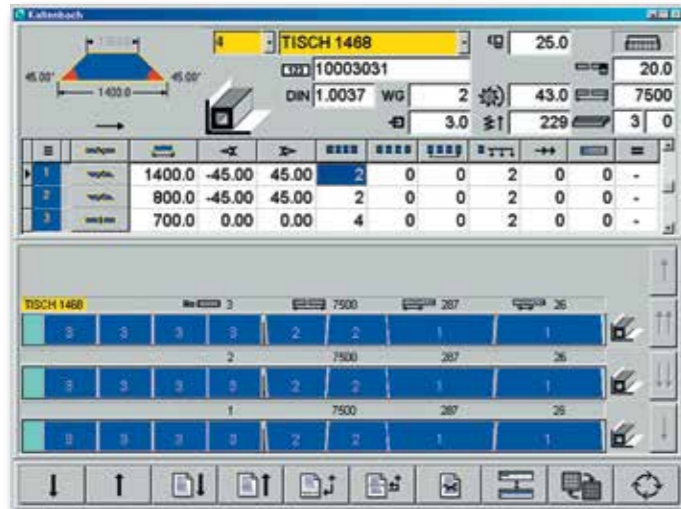 Kaltenbach
4 TISCH 1468 25.0
45.00° 45.00° 123 10003031 20.0
1400.0 DIN 1.0037 WG 2 43.0 7500
3.0 229 3 0
1 1400.0 -45.00 45.00 2 0 0 2 0 0 -
2 800.0 -45.00 45.00 2 0 0 2 0 0 -
3 700.0 0.00 0.00 4 0 0 2 0 0 -
TISCH 1468 3 7500 287 26
3 3 3 3 2 2 1 1
2 7500 287 26
3 3 3 3 2 2 1 1
1 7500 287 26
3 3 3 3 2 2 1 1